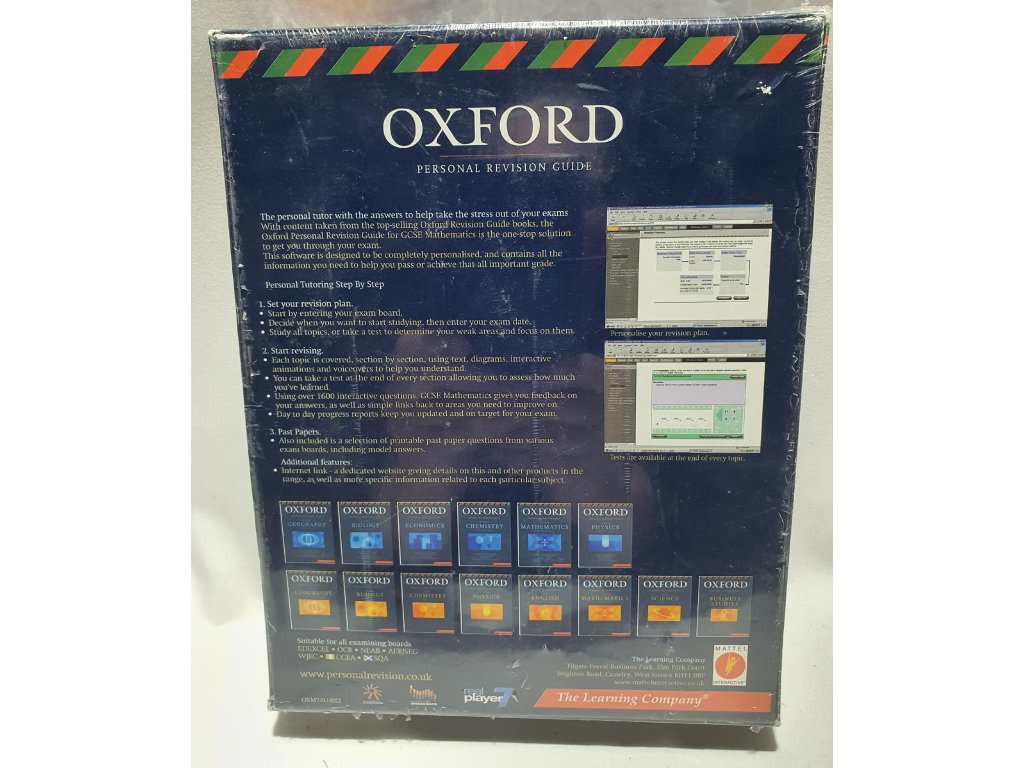 OXFORD
PERSONAL REVISION GUIDE
The personal tutor with the answers to help take the stress out of your exams
With content taken from the top-selling Oxford Revision Guide books, the
Oxford Personal Revision Guide for GCSE Mathematics is the one-stop solution
to get you through your exam.
This software is designed to be completely personalised, and contains all the
information you need to help you pass or achieve that all important grade.
Personal Tutoring Step By Step
1. Set your revision plan.
• Start by entering your exam board.
• Decide when you want to start studying, then enter your exam date.
• Study all topics, or take a test to determine your weak areas and focus on them.
2. Start revising.
• Each topic is covered, section by section, using text, diagrams, interactive
animations and voiceovers to help you understand.
• You can take a test at the end of every section allowing you to assess how much
you've learned.
• Using over 1600 interactive questions. GCSE Mathematics gives you feedback on
your answers, as well as simple links back to areas you need to improve on.
• Day to day progress reports keep you updated and on target for your exam.
3. Past Papers.
• Also included is a selection of printable past paper questions from various
exam boards, including model answers.
Additional features:
• Internet link - a dedicated website giving details on this and other products in the
range, as well as more specific information related to each particular subject.
Personalise your revision plan.
Tests are available at the end of every topic.
OXFORD OXFORD OXFORD OXFORD OXFORD OXFORD
GEOGRAPHY BIOLOGY ECONOMICS CHEMISTRY MATHEMATICS PHYSICS
OXFORD OXFORD OXFORD OXFORD OXFORD OXFORD OXFORD OXFORD
GEOGRAPHY BIOLOGY CHEMISTRY PHYSICS ENGLISH MATHEMATICS SCIENCE BUSINESS STUDIES
Suitable for all examining boards
EDEXCEL • OCR • NEAB • AEB/SEG
WJEC • CCEA • SQA
www.personalrevision.co.uk
The Learning Company
Tilgate Forest Business Park, Elm Park Court
Brighton Road, Crawley, West Sussex RH11 9BP
www.mattelinteractive.co.uk
MATTEL
INTERACTIVE
real player 7
The Learning Company®